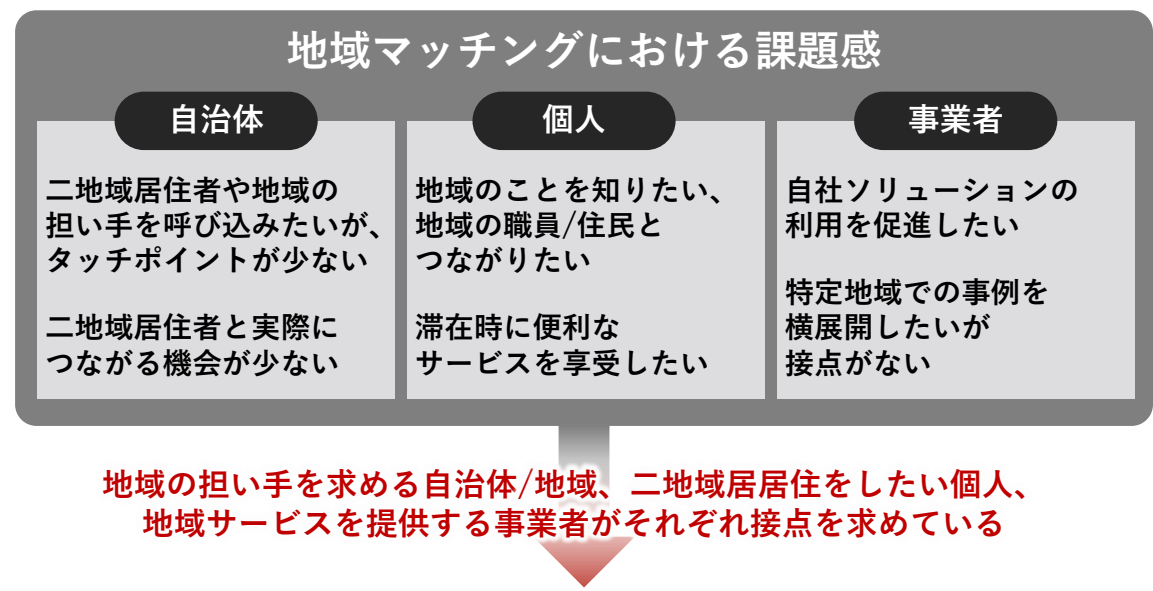 地域マッチングにおける課題感
自治体
二地域居住者や地域の
担い手を呼び込みたいが、
タッチポイントが少ない
二地域居住者と実際に
つながる機会が少ない
個人
地域のことを知りたい、
地域の職員/住民と
つながりたい
滞在時に便利な
サービスを享受したい
事業者
自社ソリューションの
利用を促進したい
特定地域での事例を
横展開したいが
接点がない
地域の担い手を求める自治体/地域、二地域居居住をしたい個人、
地域サービスを提供する事業者がそれぞれ接点を求めている